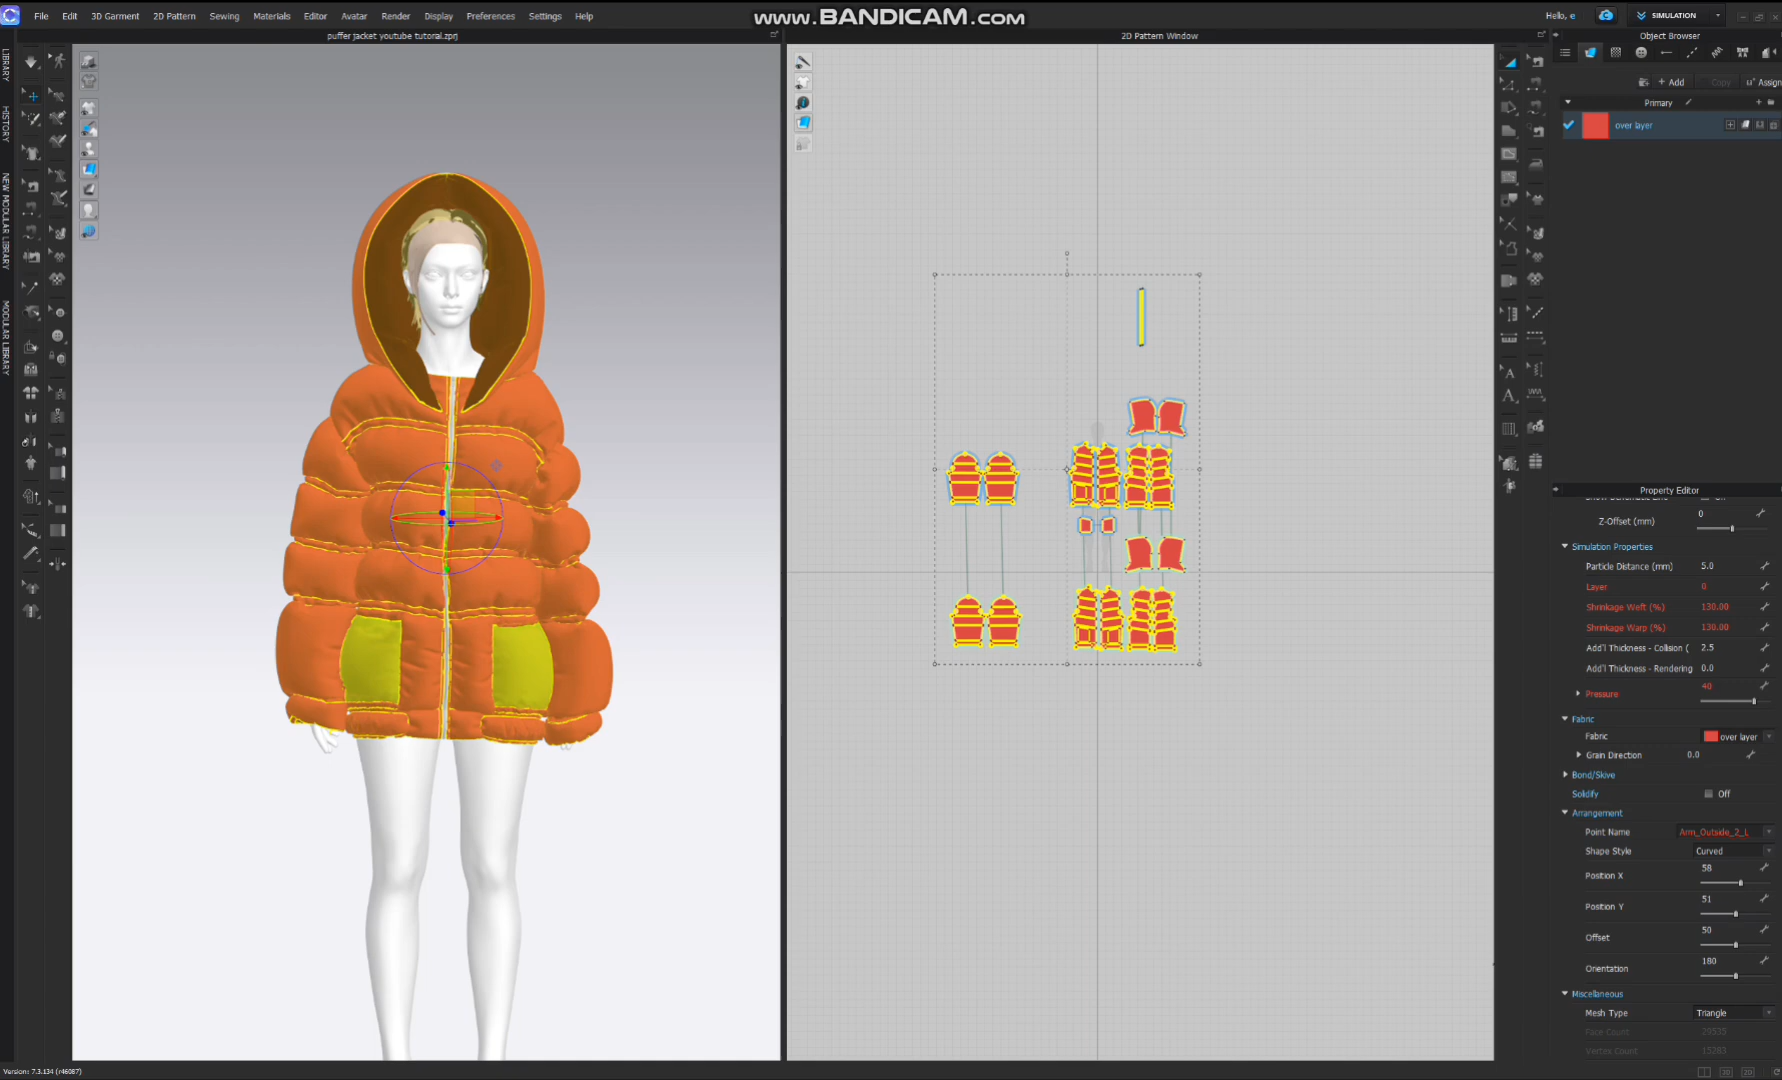 www.BANDICAM.com
File Edit 3D Garment 2D Pattern Sewing Materials Editor Avatar Render Display Preferences Settings Help
Hello, e
SIMULATION
puffer jacket youtube tutorial.zprj
2D Pattern Window
Object Browser
LIBRARY
HISTORY
NEW MODULAR LIBRARY
MODULAR LIBRARY
+ Add
Copy
Assign
Primary
over layer
Property Editor
Z-Offset (mm)
0
Simulation Properties
Particle Distance (mm) 5.0
Layer 0
Shrinkage Weft (%) 130.00
Shrinkage Warp (%) 130.00
Add'l Thickness - Collision ( 2.5
Add'l Thickness - Rendering 0.0
Pressure 40
Fabric
Fabric over layer
Grain Direction 0.0
Bond/Skive
Solidify Off
Arrangement
Point Name Arm_Outside_2_L
Shape Style Curved
Position X 58
Position Y 51
Offset 50
Orientation 180
Miscellaneous
Mesh Type Triangle
Face Count 29535
Vertex Count 15283
Version: 7.3.134 (r46087)
3D
2D